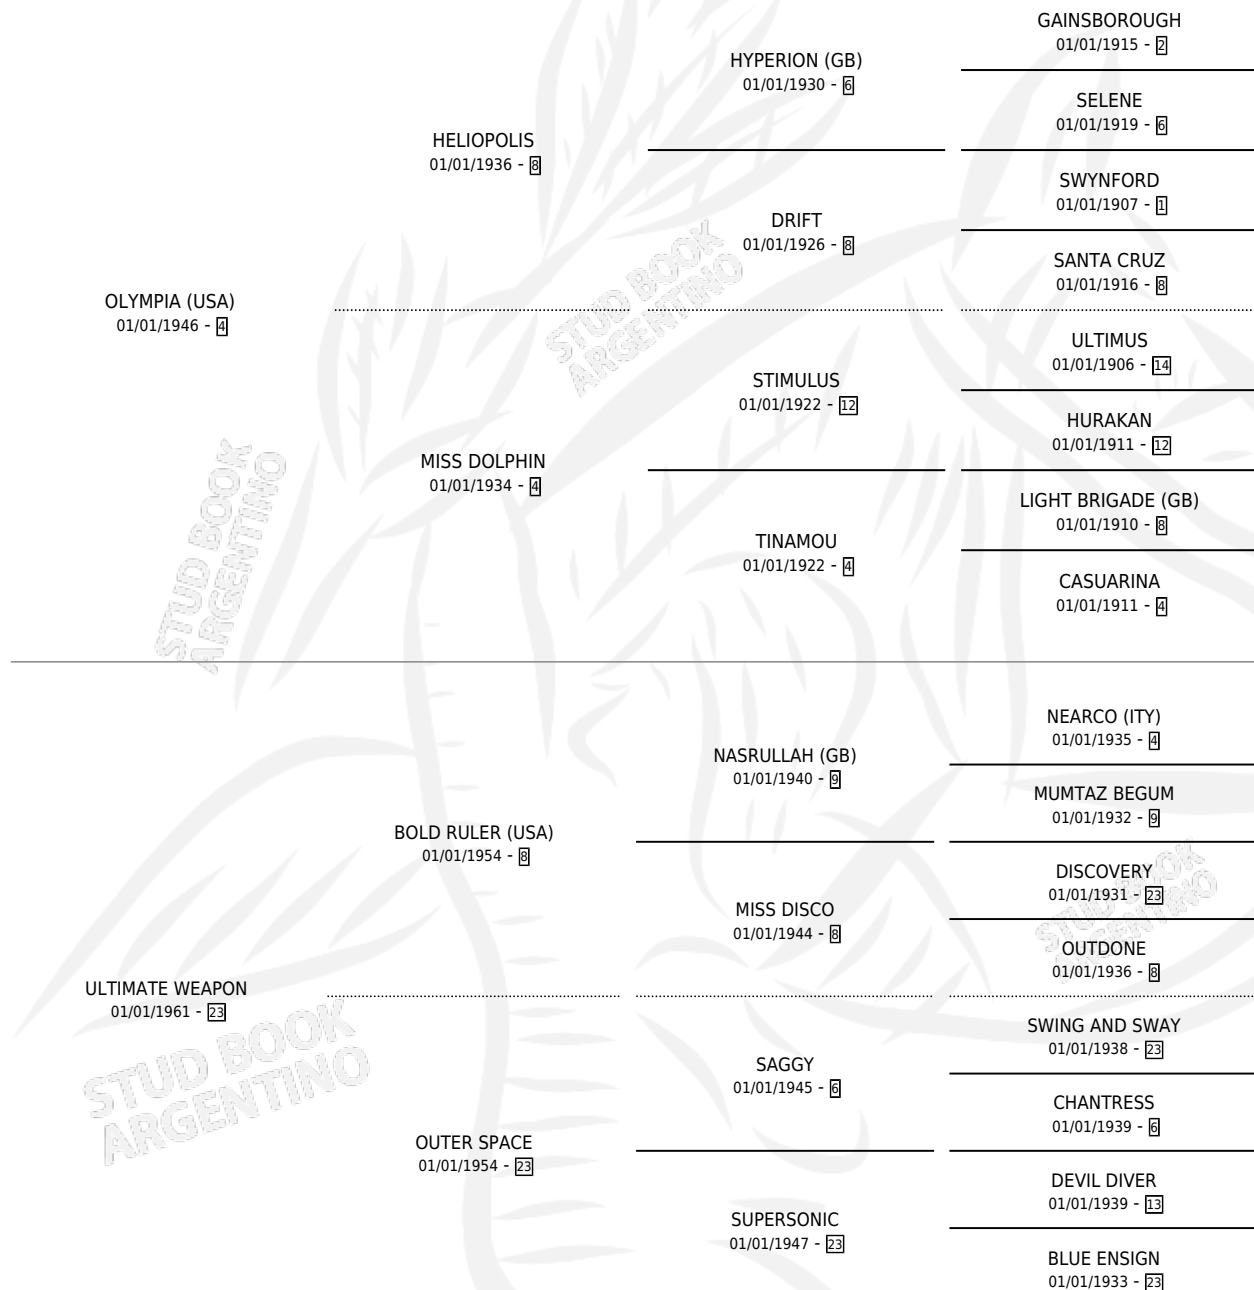 GAINSBOROUGH
01/01/1915 - 2
HYPERION (GB)
01/01/1930 - 6
SELENE
01/01/1919 - 6
HELIOPOLIS
01/01/1936 - 8
SWYNFORD
01/01/1907 - 1
DRIFT
01/01/1926 - 8
SANTA CRUZ
01/01/1916 - 8
OLYMPIA (USA)
01/01/1946 - 4
ULTIMUS
01/01/1906 - 14
STIMULUS
01/01/1922 - 12
HURAKAN
01/01/1911 - 12
MISS DOLPHIN
01/01/1934 - 4
LIGHT BRIGADE (GB)
01/01/1910 - 8
TINAMOU
01/01/1922 - 4
CASUARINA
01/01/1911 - 4
STUD BOOK
ARGENTINO
STUD BOOK
ARGENTINO
NEARCO (ITY)
01/01/1935 - 4
NASRULLAH (GB)
01/01/1940 - 9
MUMTAZ BEGUM
01/01/1932 - 9
BOLD RULER (USA)
01/01/1954 - 8
DISCOVERY
01/01/1931 - 23
MISS DISCO
01/01/1944 - 8
OUTDONE
01/01/1936 - 8
STUD BOOK
ARGENTINO
ULTIMATE WEAPON
01/01/1961 - 23
SWING AND SWAY
01/01/1938 - 23
SAGGY
01/01/1945 - 6
CHANTRESS
01/01/1939 - 6
OUTER SPACE
01/01/1954 - 23
DEVIL DIVER
01/01/1939 - 13
SUPERSONIC
01/01/1947 - 23
BLUE ENSIGN
01/01/1933 - 23
STUD BOOK
ARGENTINO